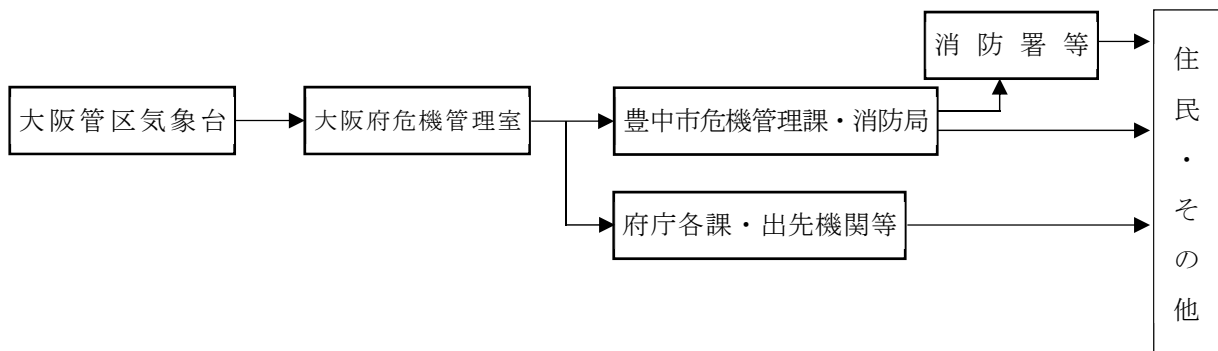 消防署等
大阪管区気象台
大阪府危機管理室
豊中市危機管理課・消防局
府庁各課・出先機関等
住民・その他